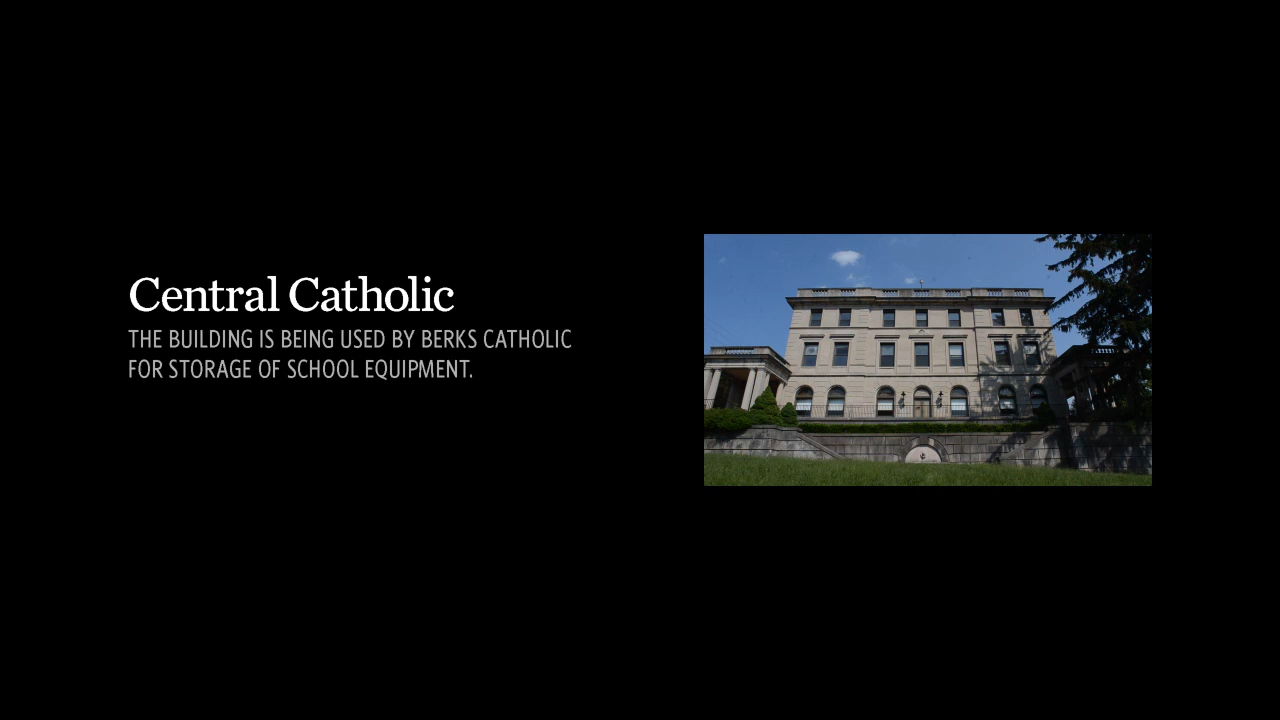 Central Catholic
THE BUILDING IS BEING USED BY BERKS CATHOLIC
FOR STORAGE OF SCHOOL EQUIPMENT.